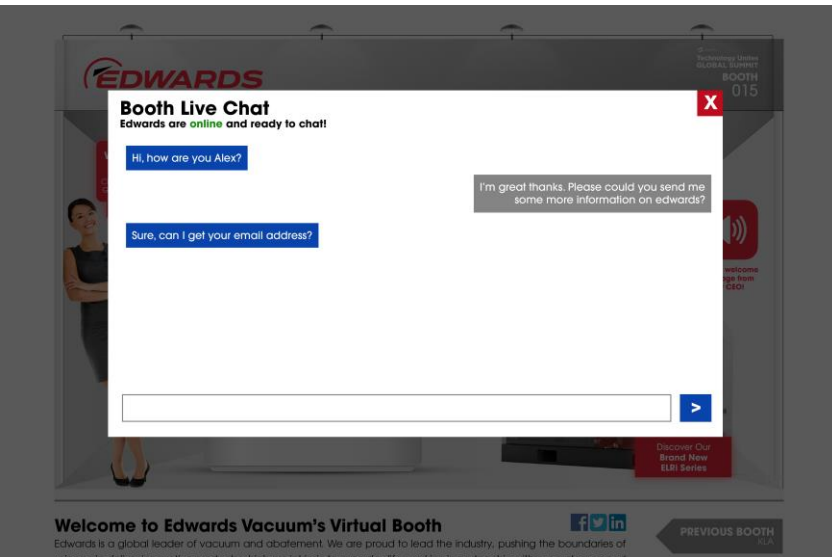 EDWARDS
Technology Unites
GLOBAL SUMMIT
BOOTH
015
Booth Live Chat
X
Edwards are online and ready to chat!
Hi, how are you Alex?
I'm great thanks. Please could you send me
some more information on edwards?
Sure, can I get your email address?
welcome
from
CEO!
>
Discover Our
Brand New
ELRi Series
Welcome to Edwards Vacuum's Virtual Booth
f
in
PREVIOUS BOOTH
KLA
Edwards is a global leader of vacuum and abatement. We are proud to lead the industry, pushing the boundaries of